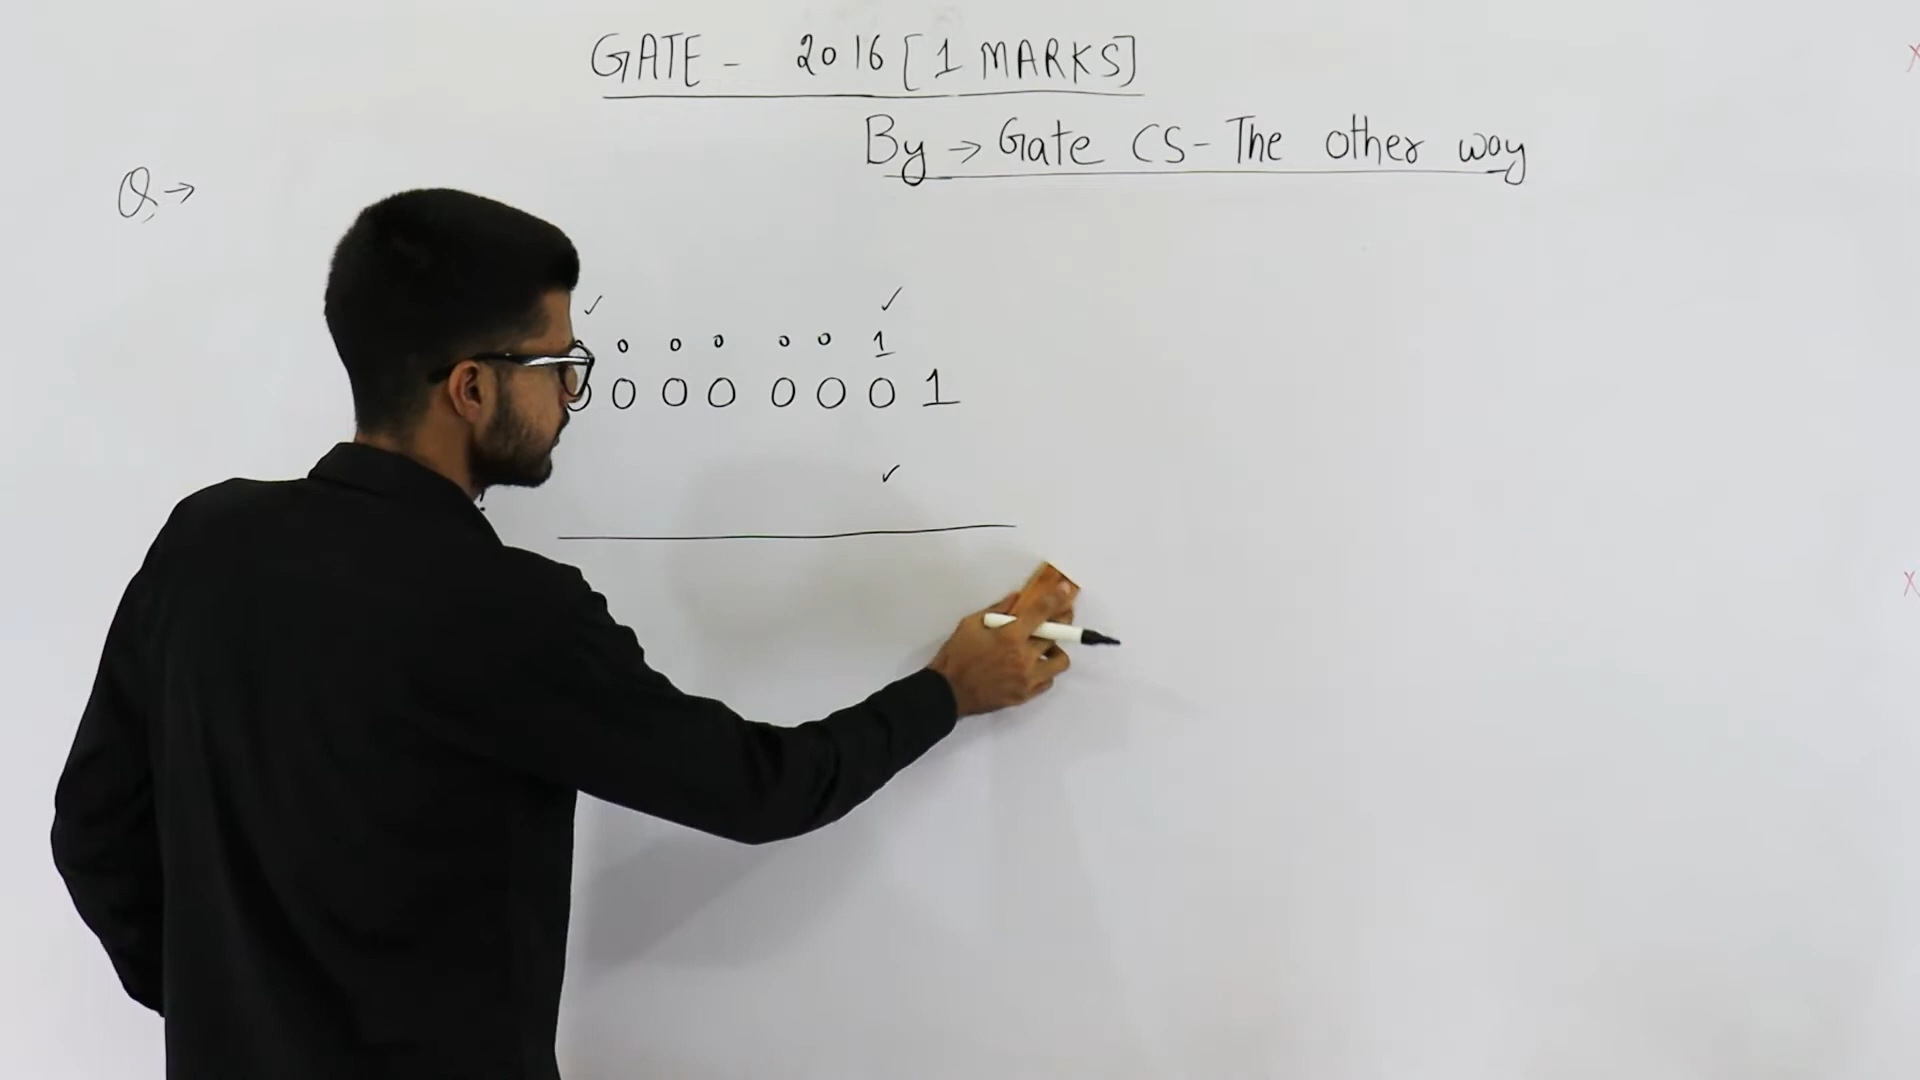 GATE - 2016 [1 MARKS]
By → Gate CS - The other way
Q →
✓ ✓
0 0 0 0 0 1
0 0 0 0 0 0 0 1
✓